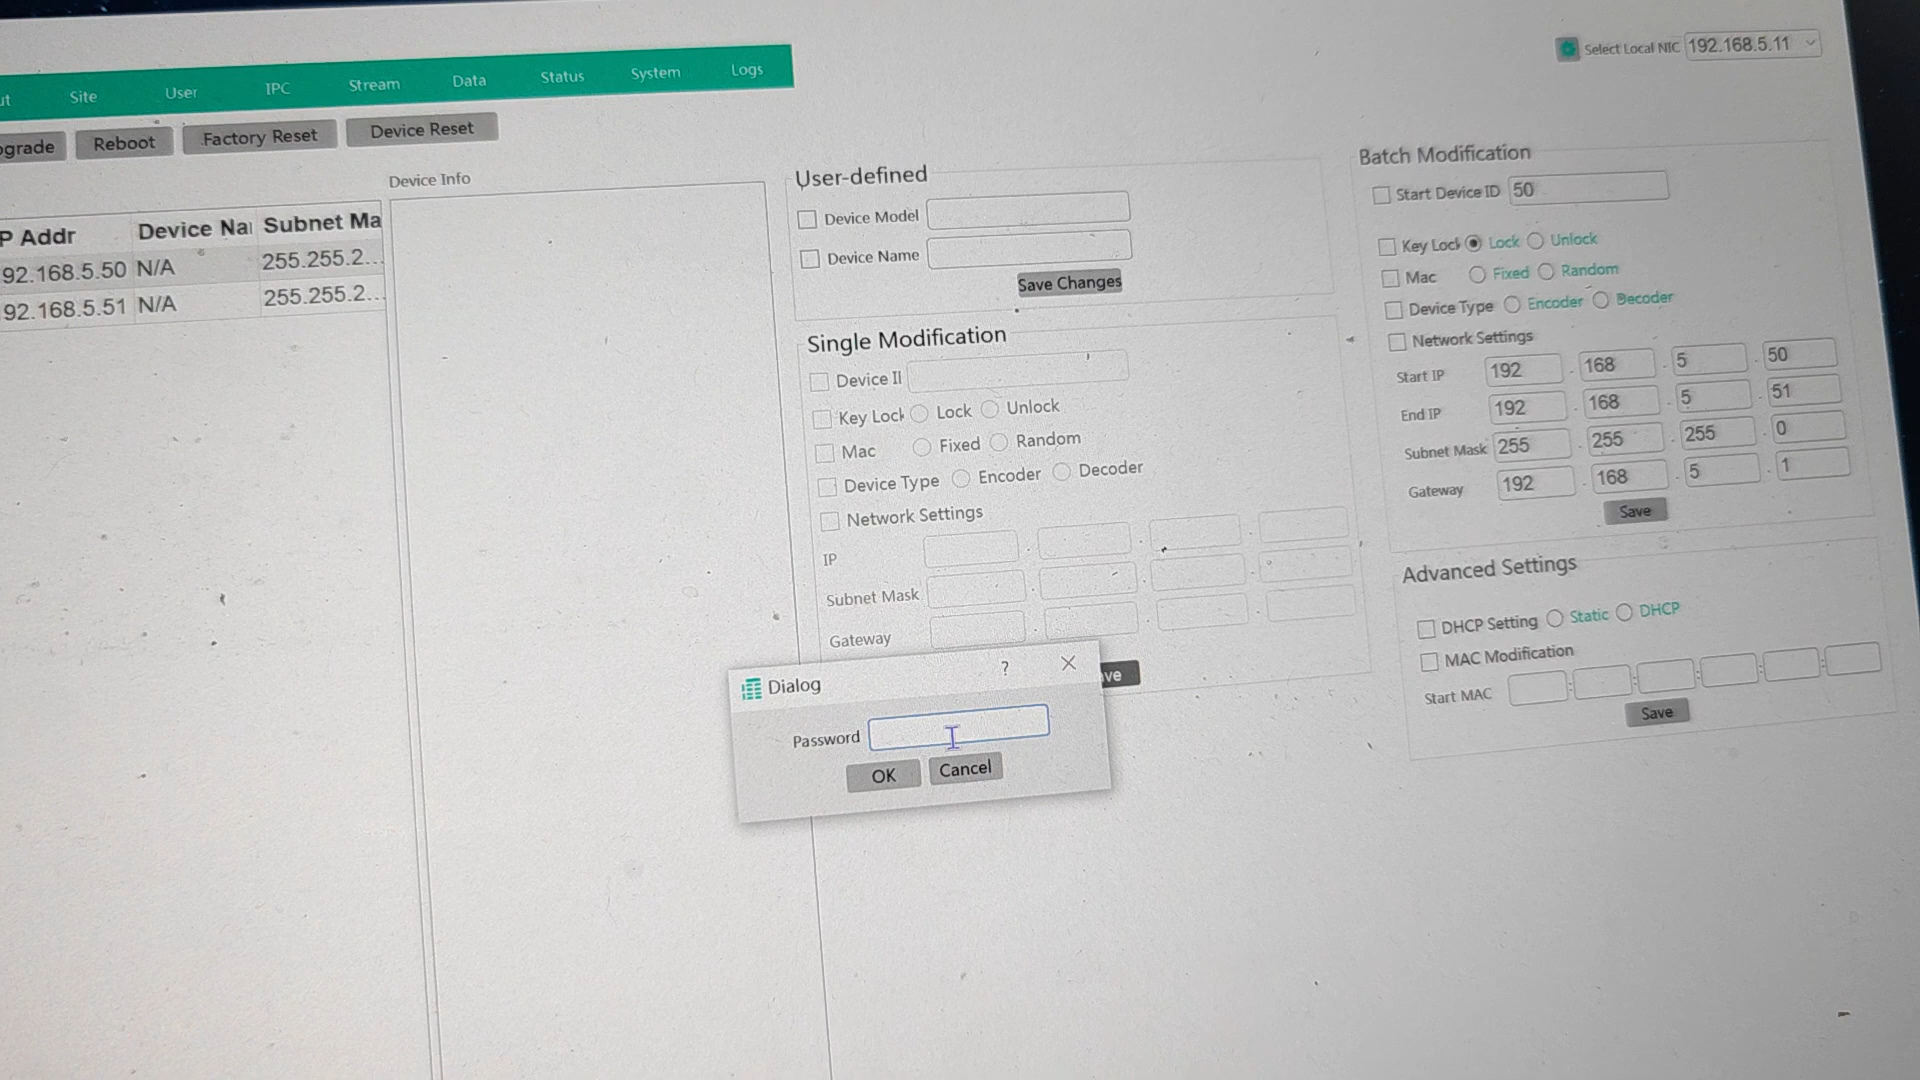 Select Local NIC 192.168.5.11
Site User IPC Stream Data Status System Logs
Reboot Factory Reset Device Reset
Device Info
P Addr Device Nai Subnet Ma
92.168.5.50 N/A 255.255.2...
92.168.5.51 N/A 255.255.2...
User-defined
Device Model
Device Name
Save Changes
Single Modification
Device II
Key Lock Lock Unlock
Mac Fixed Random
Device Type Encoder Decoder
Network Settings
IP . . .
Subnet Mask . . .
Gateway . . .
ve
Dialog ?
Password
OK Cancel
Batch Modification
Start Device ID 50
Key Lock Lock Unlock
Mac Fixed Random
Device Type Encoder Decoder
Network Settings
Start IP 192 . 168 . 5 . 50
End IP 192 . 168 . 5 . 51
Subnet Mask 255 . 255 . 255 . 0
Gateway 192 . 168 . 5 . 1
Save
Advanced Settings
DHCP Setting Static DHCP
MAC Modification
Start MAC : : : : :
Save